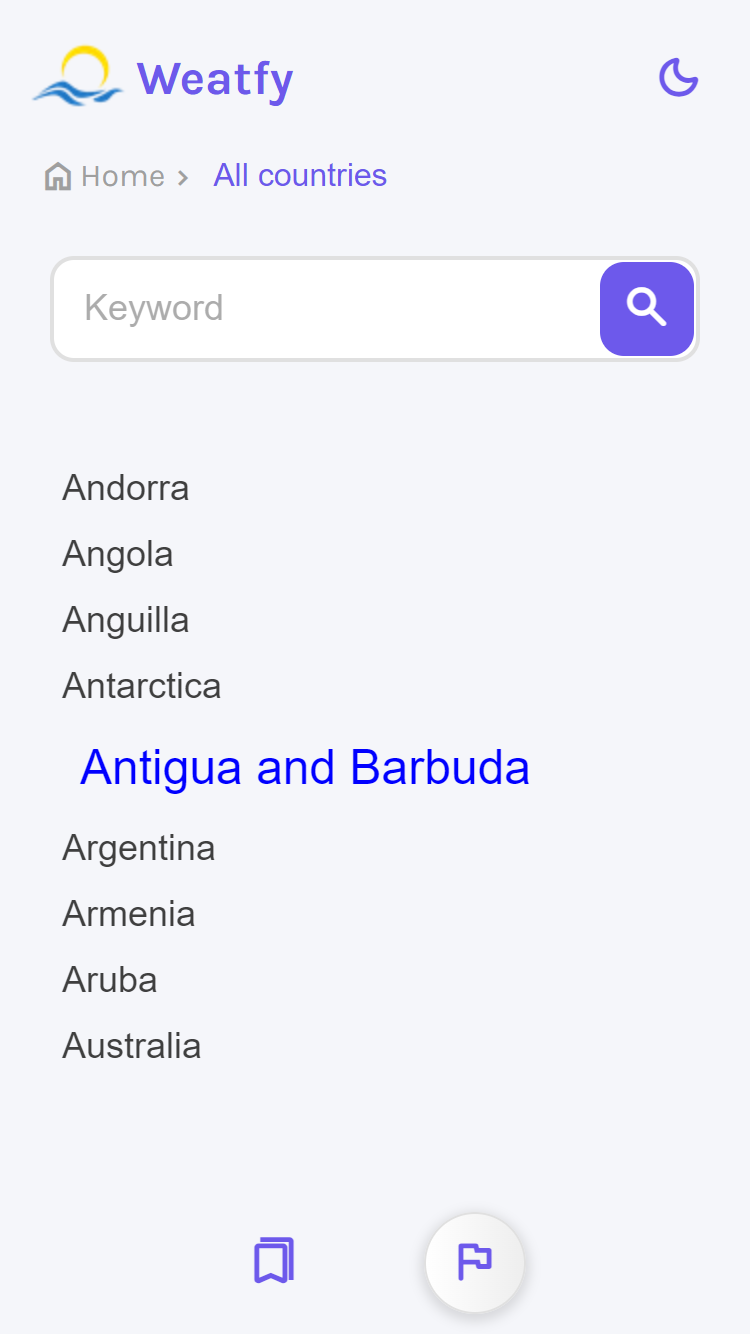 Weatfy
Home All countries
Keyword
Andorra
Angola
Anguilla
Antarctica
Antigua and Barbuda
Argentina
Armenia
Aruba
Australia